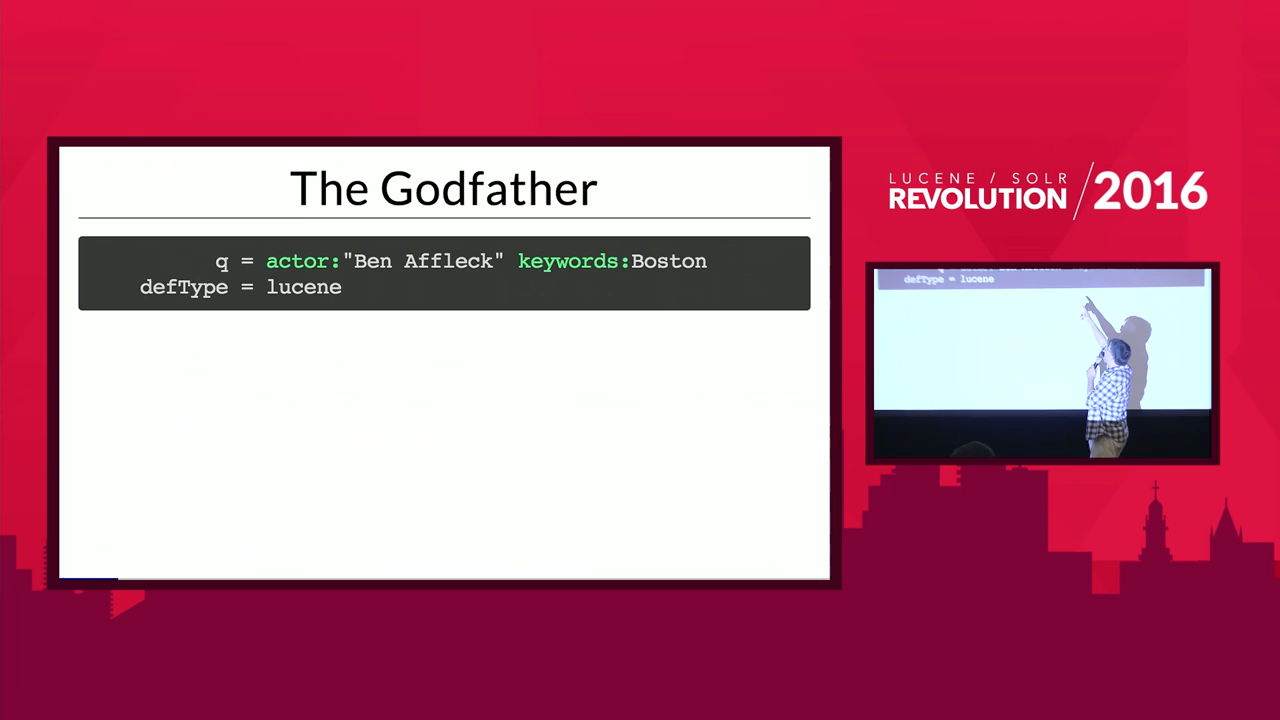 The Godfather
q = actor:"Ben Affleck" keywords:Boston
defType = lucene
LUCENE / SOLR
REVOLUTION / 2016
defType = lucene